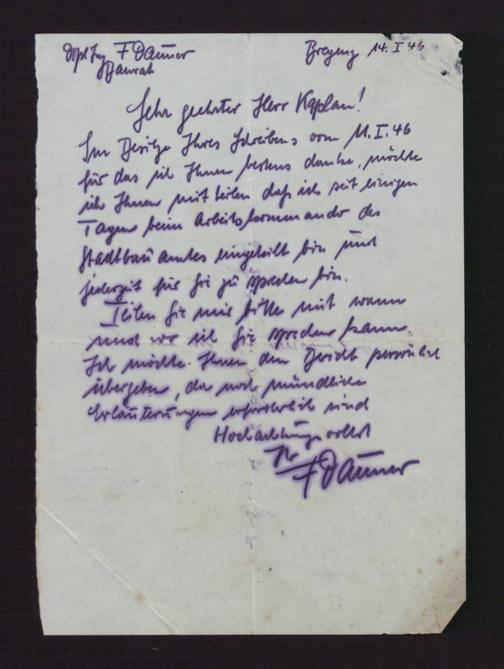 Dipl Ing F Dauner Bregenz 14. I 46
Baurat
Sehr geehrter Herr Kaplan!
Im Besitze Ihres Schreibens vom 11. I. 46
für das ich Ihnen bestens danke, möchte
ich Ihnen mitteilen daß ich seit einigen
Tagen beim Arbeitskommando des
Stadtbauamtes eingeteilt bin und
jederzeit für Sie zu sprechen bin.
Teilen Sie mir bitte mit wann
und wo ich Sie sprechen kann.
Ich möchte Ihnen den Bericht persönlich
übergeben, da noch mündliche
Erläuterungen erforderlich sind
Hochachtungsvollst
F Dauner